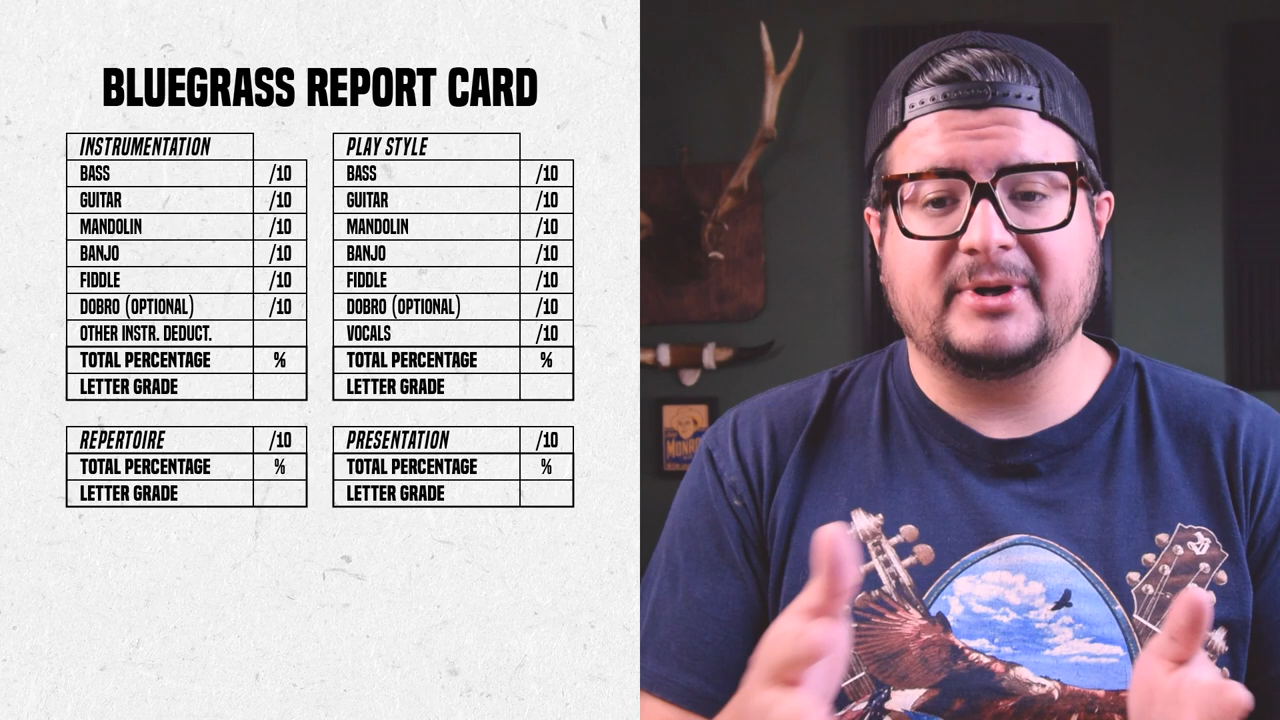 BLUEGRASS REPORT CARD
INSTRUMENTATION
BASS /10
GUITAR /10
MANDOLIN /10
BANJO /10
FIDDLE /10
DOBRO (OPTIONAL) /10
OTHER INSTR. DEDUCT.
TOTAL PERCENTAGE %
LETTER GRADE
PLAY STYLE
BASS /10
GUITAR /10
MANDOLIN /10
BANJO /10
FIDDLE /10
DOBRO (OPTIONAL) /10
VOCALS /10
TOTAL PERCENTAGE %
LETTER GRADE
REPERTOIRE /10
TOTAL PERCENTAGE %
LETTER GRADE
PRESENTATION /10
TOTAL PERCENTAGE %
LETTER GRADE